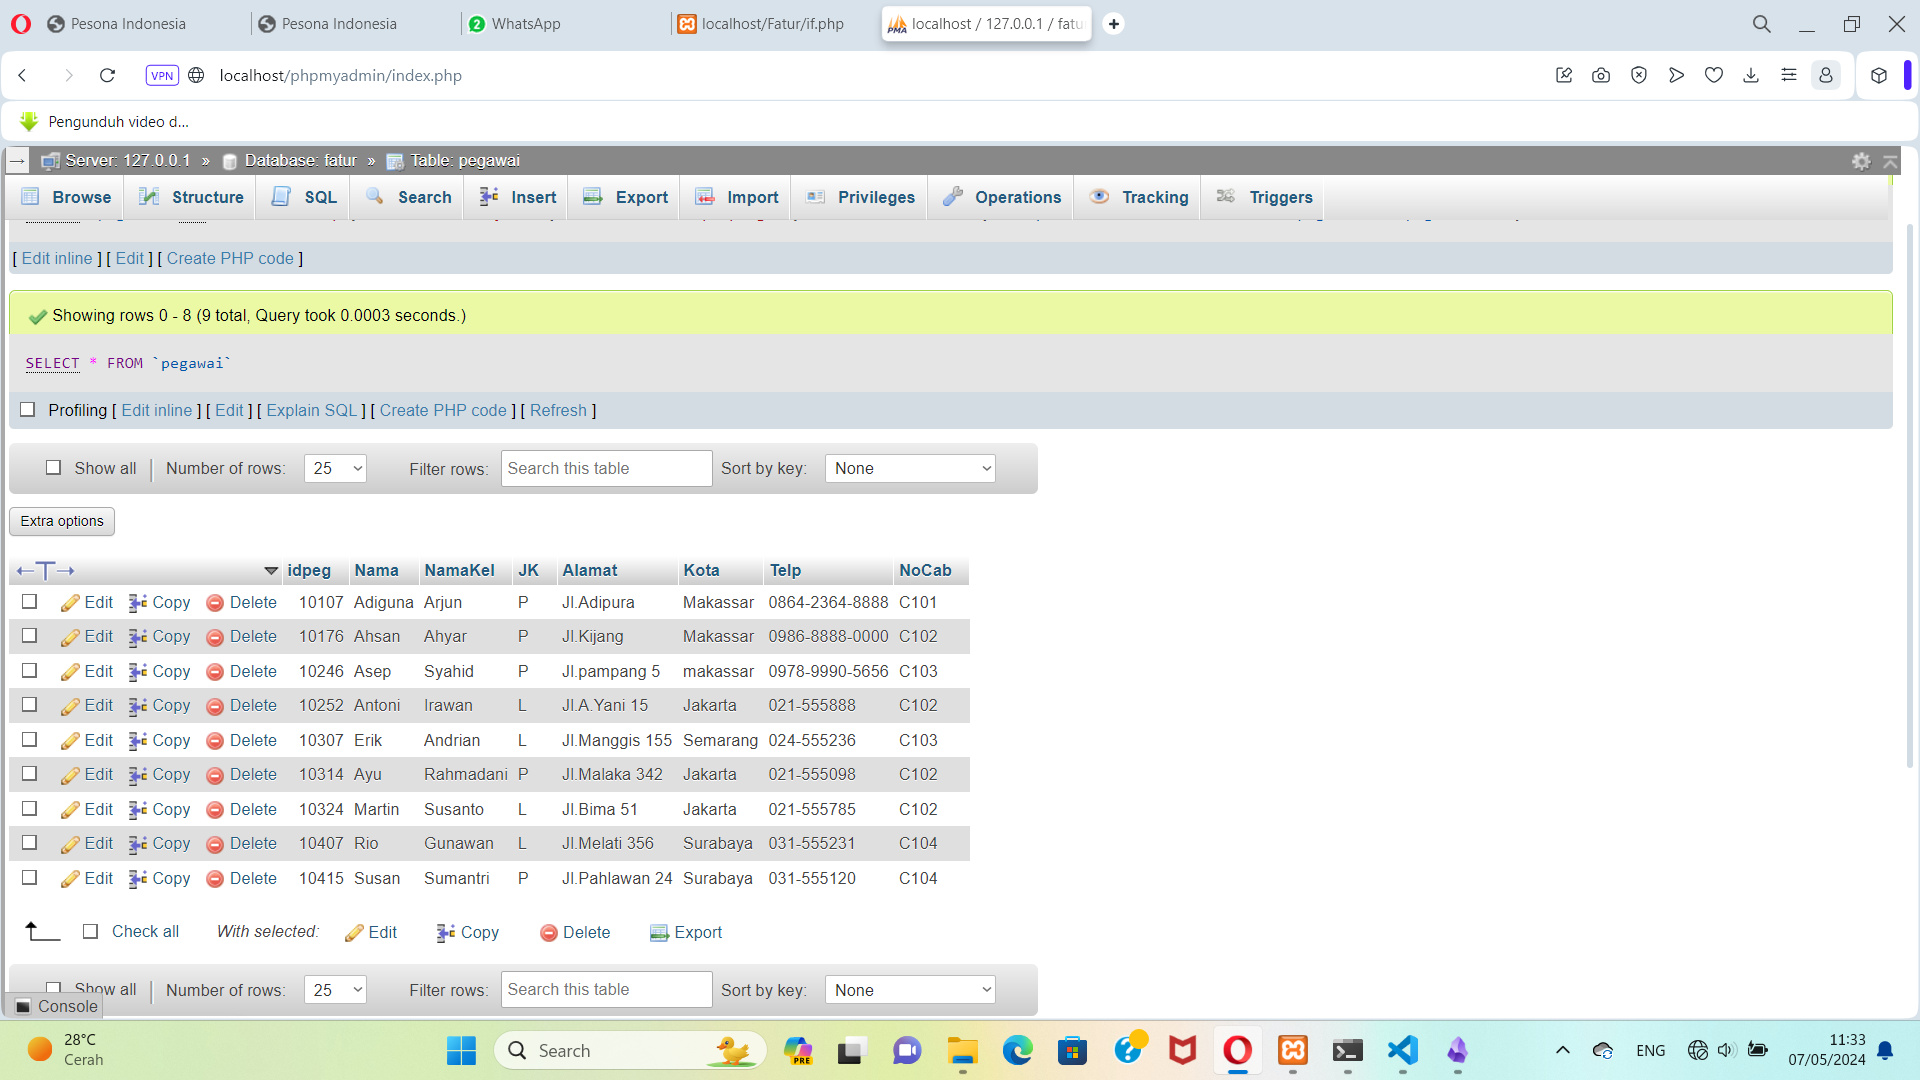 Pesona Indonesia
Pesona Indonesia
WhatsApp
localhost/Fatur/if.php
localhost / 127.0.0.1 / fatu
VPN
localhost/phpmyadmin/index.php
Pengunduh video d...
Server: 127.0.0.1 » Database: fatur » Table: pegawai
Browse Structure SQL Search Insert Export Import Privileges Operations Tracking Triggers
[ Edit inline ] [ Edit ] [ Create PHP code ]
Showing rows 0 - 8 (9 total, Query took 0.0003 seconds.)
SELECT * FROM `pegawai`
Profiling [ Edit inline ] [ Edit ] [ Explain SQL ] [ Create PHP code ] [ Refresh ]
Show all Number of rows: 25 Filter rows: Search this table Sort by key: None
Extra options
idpeg Nama NamaKel JK Alamat Kota Telp NoCab
Edit Copy Delete 10107 Adiguna Arjun P Jl.Adipura Makassar 0864-2364-8888 C101
Edit Copy Delete 10176 Ahsan Ahyar P Jl.Kijang Makassar 0986-8888-0000 C102
Edit Copy Delete 10246 Asep Syahid P Jl.pampang 5 makassar 0978-9990-5656 C103
Edit Copy Delete 10252 Antoni Irawan L Jl.A.Yani 15 Jakarta 021-555888 C102
Edit Copy Delete 10307 Erik Andrian L Jl.Manggis 155 Semarang 024-555236 C103
Edit Copy Delete 10314 Ayu Rahmadani P Jl.Malaka 342 Jakarta 021-555098 C102
Edit Copy Delete 10324 Martin Susanto L Jl.Bima 51 Jakarta 021-555785 C102
Edit Copy Delete 10407 Rio Gunawan L Jl.Melati 356 Surabaya 031-555231 C104
Edit Copy Delete 10415 Susan Sumantri P Jl.Pahlawan 24 Surabaya 031-555120 C104
Check all With selected: Edit Copy Delete Export
Show all Number of rows: 25 Filter rows: Search this table Sort by key: None
Console
28°C
Cerah
Search
PRE
ENG
11:33
07/05/2024